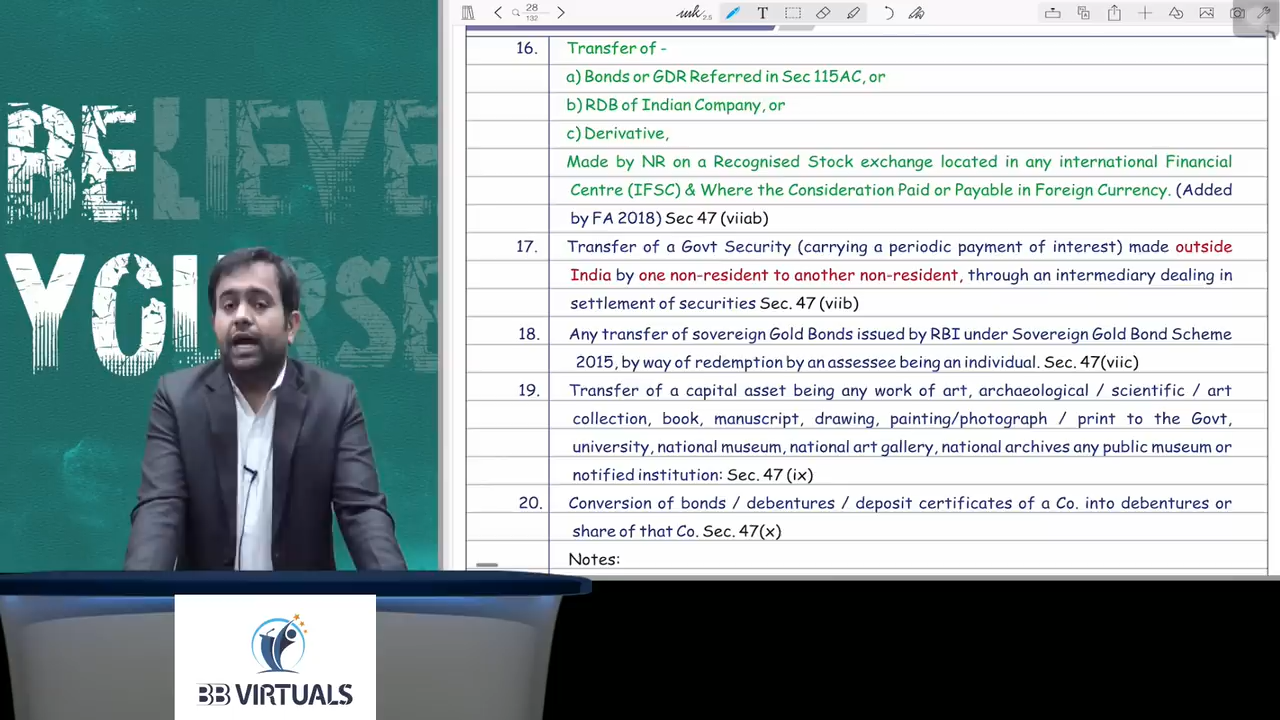 BELIEVE
YOURSE
28
132
T
2.5
16. Transfer of -
a) Bonds or GDR Referred in Sec 115AC, or
b) RDB of Indian Company, or
c) Derivative,
Made by NR on a Recognised Stock exchange located in any international Financial
Centre (IFSC) & Where the Consideration Paid or Payable in Foreign Currency. (Added
by FA 2018) Sec 47 (viiab)
17. Transfer of a Govt Security (carrying a periodic payment of interest) made outside
India by one non-resident to another non-resident, through an intermediary dealing in
settlement of securities Sec. 47 (viib)
18. Any transfer of sovereign Gold Bonds issued by RBI under Sovereign Gold Bond Scheme
2015, by way of redemption by an assessee being an individual. Sec. 47(viic)
19. Transfer of a capital asset being any work of art, archaeological / scientific / art
collection, book, manuscript, drawing, painting/photograph / print to the Govt,
university, national museum, national art gallery, national archives any public museum or
notified institution: Sec. 47 (ix)
20. Conversion of bonds / debentures / deposit certificates of a Co. into debentures or
share of that Co. Sec. 47(x)
Notes:
BB VIRTUALS